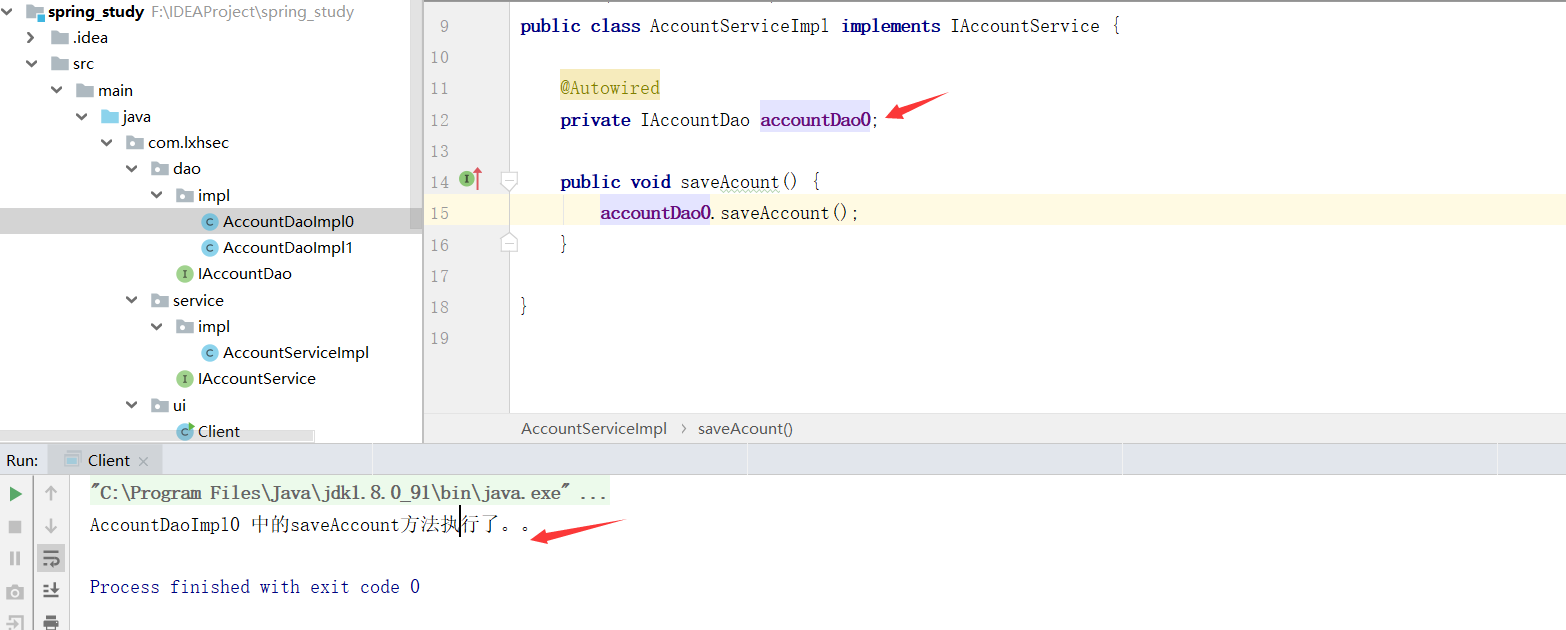 spring_study F:\IDEAProject\spring_study
.idea
src
main
java
com.lxhsec
dao
impl
AccountDaoImpl0
AccountDaoImpl1
IAccountDao
service
impl
AccountServiceImpl
IAccountService
ui
Client
9 public class AccountServiceImpl implements IAccountService {
10
11 @Autowired
12 private IAccountDao accountDao0;
13
14 public void saveAcount() {
15 accountDao0.saveAccount();
16 }
17
18 }
19
AccountServiceImpl > saveAcount()
Run: Client ×
"C:\Program Files\Java\jdk1.8.0_91\bin\java.exe" ...
AccountDaoImpl0 中的saveAccount方法执行了。。
Process finished with exit code 0